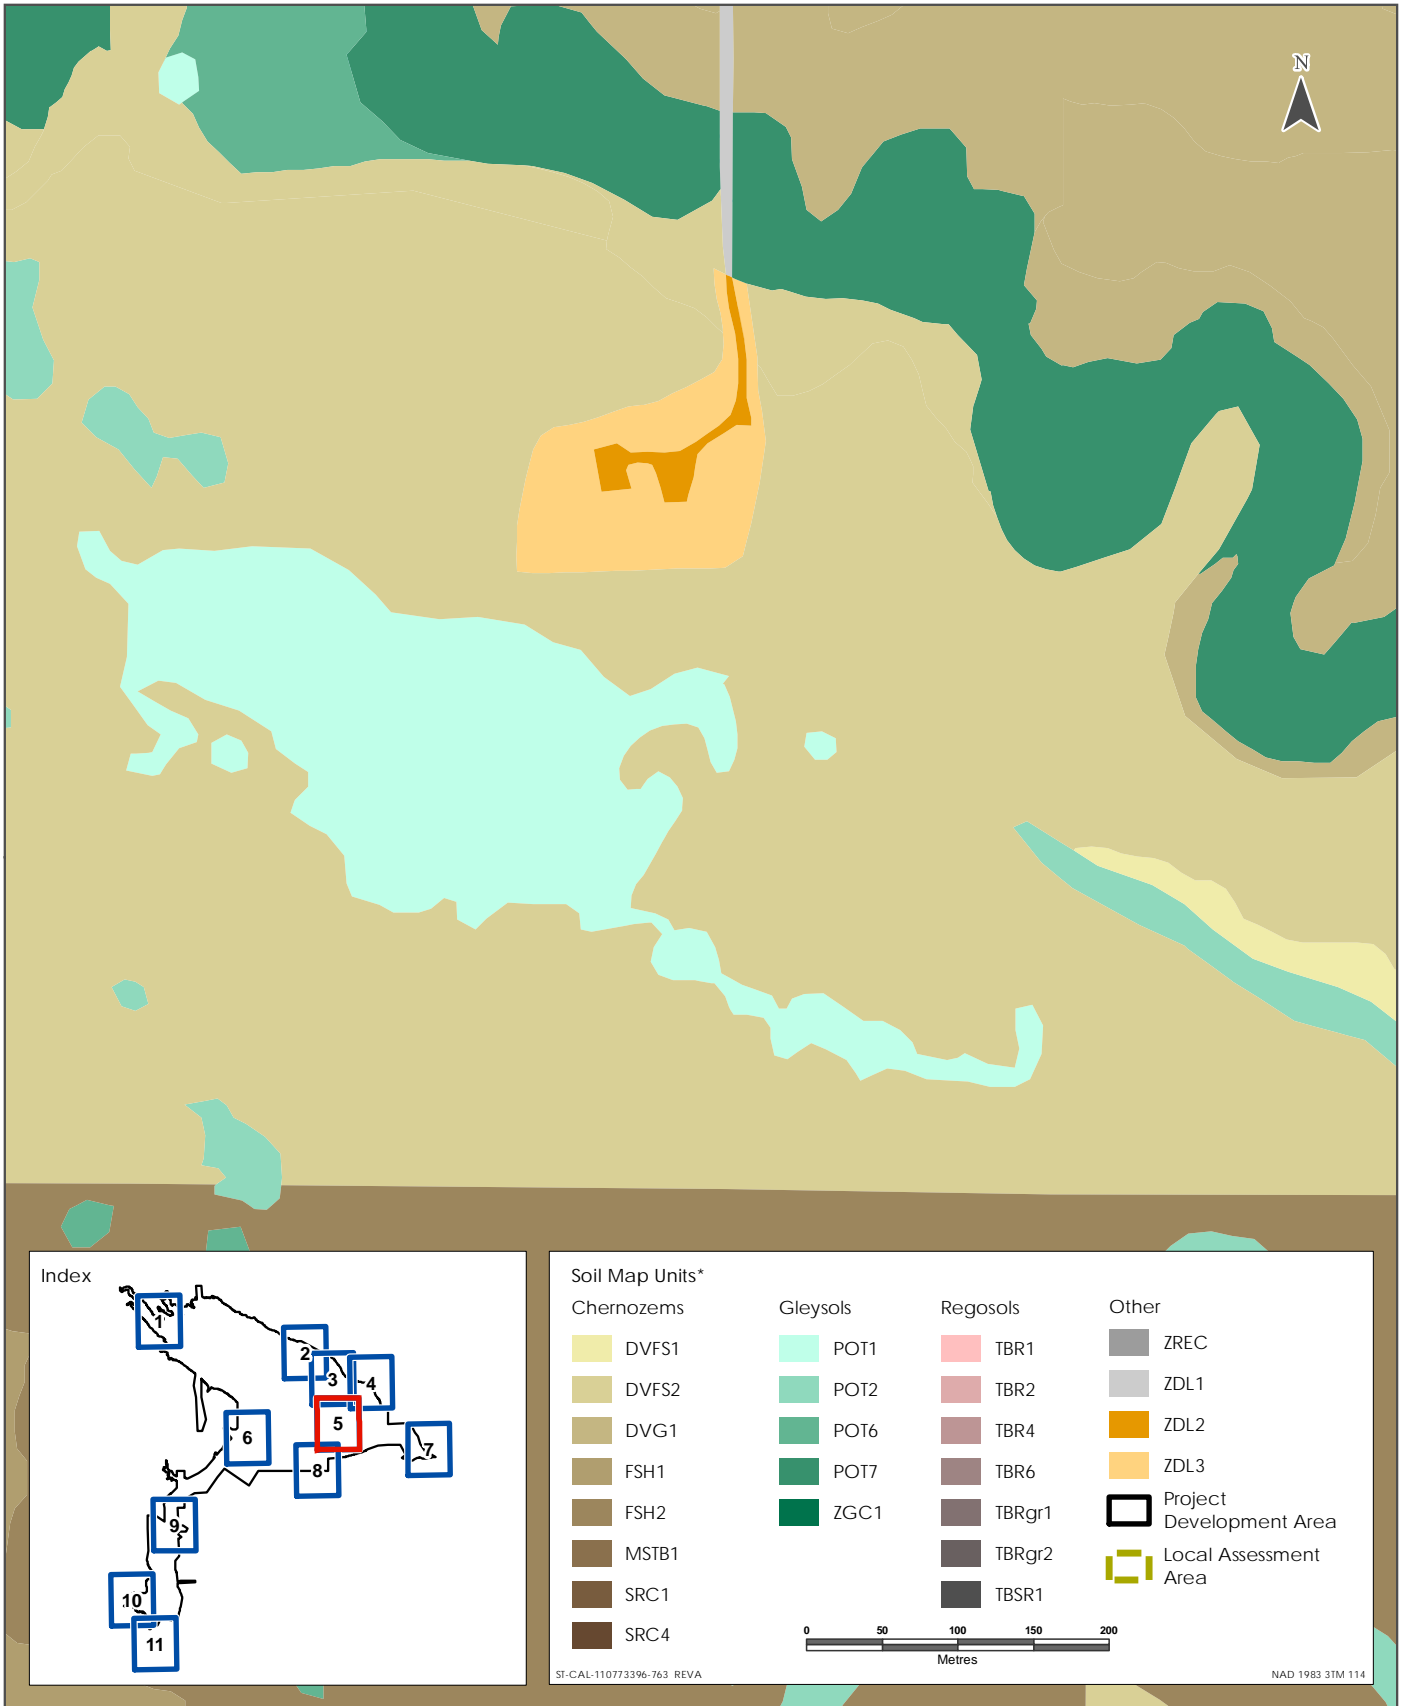 N
Index
1
2
3
4
5
6
7
8
9
10
11
Soil Map Units*
Chernozems
DVFS1
DVFS2
DVG1
FSH1
FSH2
MSTB1
SRC1
SRC4
Gleysols
POT1
POT2
POT6
POT7
ZGC1
Regosols
TBR1
TBR2
TBR4
TBR6
TBRgr1
TBRgr2
TBSR1
Other
ZREC
ZDL1
ZDL2
ZDL3
Project
Development Area
Local Assessment
Area
0 50 100 150 200
Metres
ST-CAL-110773396-763 REVA
NAD 1983 3TM 114